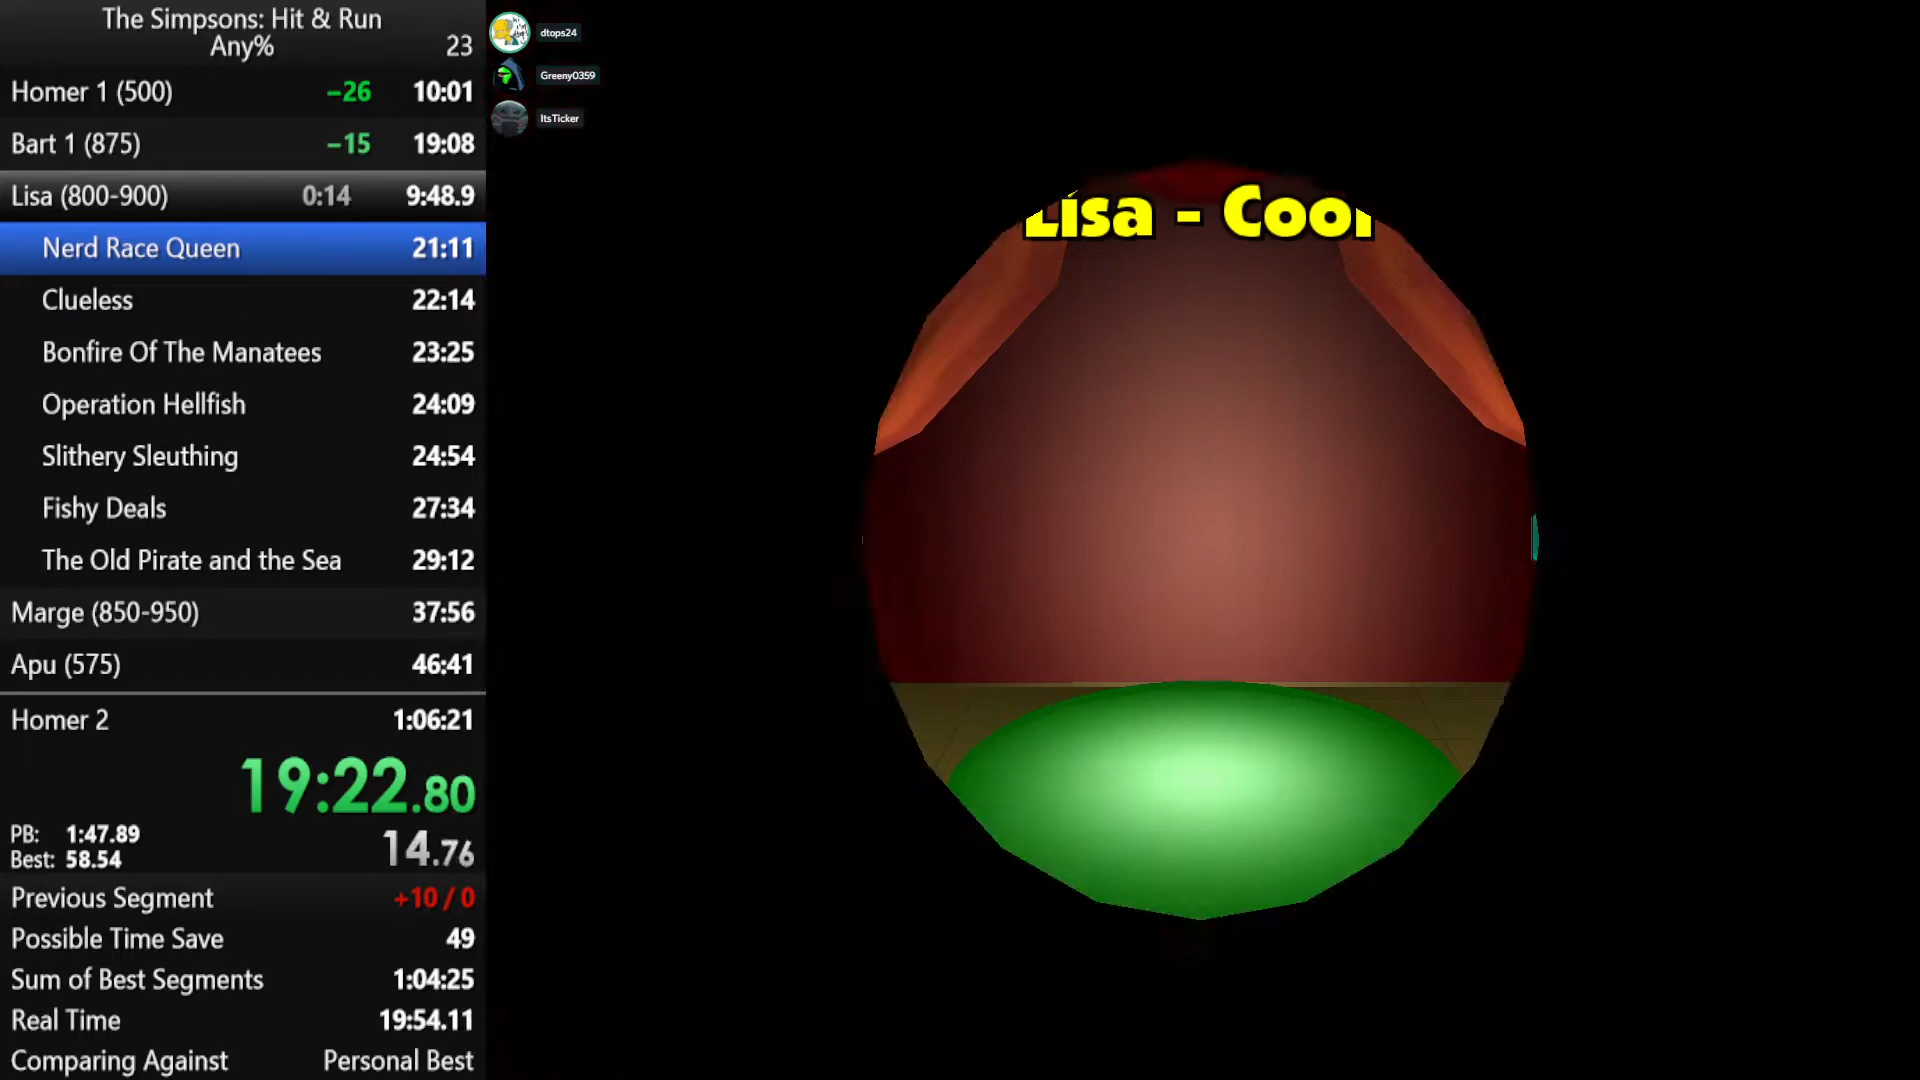 The Simpsons: Hit & Run
Any% 23
Homer 1 (500) −26 10:01
Bart 1 (875) −15 19:08
Lisa (800-900) 0:14 9:48.9
Nerd Race Queen 21:11
Clueless 22:14
Bonfire Of The Manatees 23:25
Operation Hellfish 24:09
Slithery Sleuthing 24:54
Fishy Deals 27:34
The Old Pirate and the Sea 29:12
Marge (850-950) 37:56
Apu (575) 46:41
Homer 2 1:06:21
19:22.80
PB: 1:47.89
Best: 58.54
14.76
Previous Segment +10 / 0
Possible Time Save 49
Sum of Best Segments 1:04:25
Real Time 19:54.11
Comparing Against Personal Best
dtops24
Greeny0359
ItsTicker
Lisa - Coo